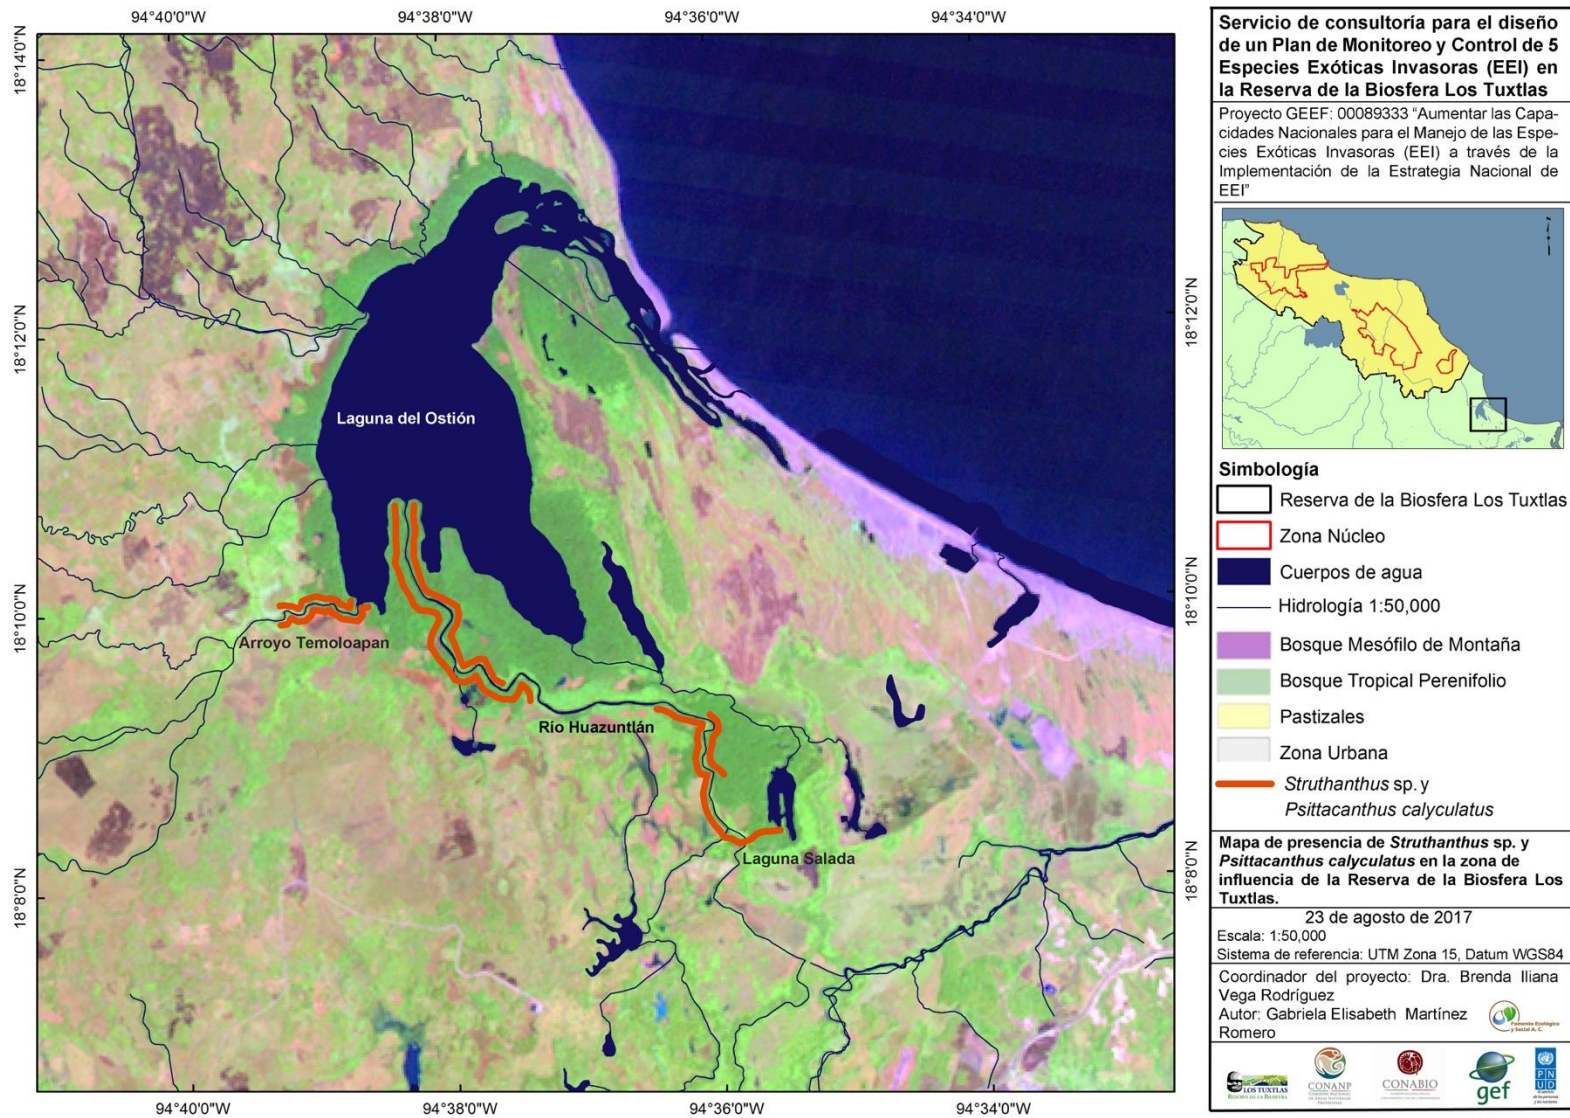 94°40'0"W
94°38'0"W
94°36'0"W
94°34'0"W
18°14'0"N
18°12'0"N
18°10'0"N
18°8'0"N
18°12'0"N
18°10'0"N
18°8'0"N
Laguna del Ostión
Arroyo Temoloapan
Río Huazuntlán
Laguna Salada
94°40'0"W
94°38'0"W
94°36'0"W
94°34'0"W
Servicio de consultoría para el diseño
de un Plan de Monitoreo y Control de 5
Especies Exóticas Invasoras (EEI) en
la Reserva de la Biosfera Los Tuxtlas
Proyecto GEEF: 00089333 “Aumentar las Capa-
cidades Nacionales para el Manejo de las Espe-
cies Exóticas Invasoras (EEI) a través de la
Implementación de la Estrategia Nacional de
EEI”
Simbología
Reserva de la Biosfera Los Tuxtlas
Zona Núcleo
Cuerpos de agua
Hidrología 1:50,000
Bosque Mesófilo de Montaña
Bosque Tropical Perenifolio
Pastizales
Zona Urbana
Struthanthus sp. y
Psittacanthus calyculatus
Mapa de presencia de Struthanthus sp. y
Psittacanthus calyculatus en la zona de
influencia de la Reserva de la Biosfera Los
Tuxtlas.
23 de agosto de 2017
Escala: 1:50,000
Sistema de referencia: UTM Zona 15, Datum WGS84
Coordinador del proyecto: Dra. Brenda Iliana
Vega Rodríguez
Autor: Gabriela Elisabeth Martínez
Romero
Fomento Ecológico
y Social A. C.
LOS TUXTLAS
RESERVA DE LA BIOSFERA
CONANP
CONABIO
gef
PNUD